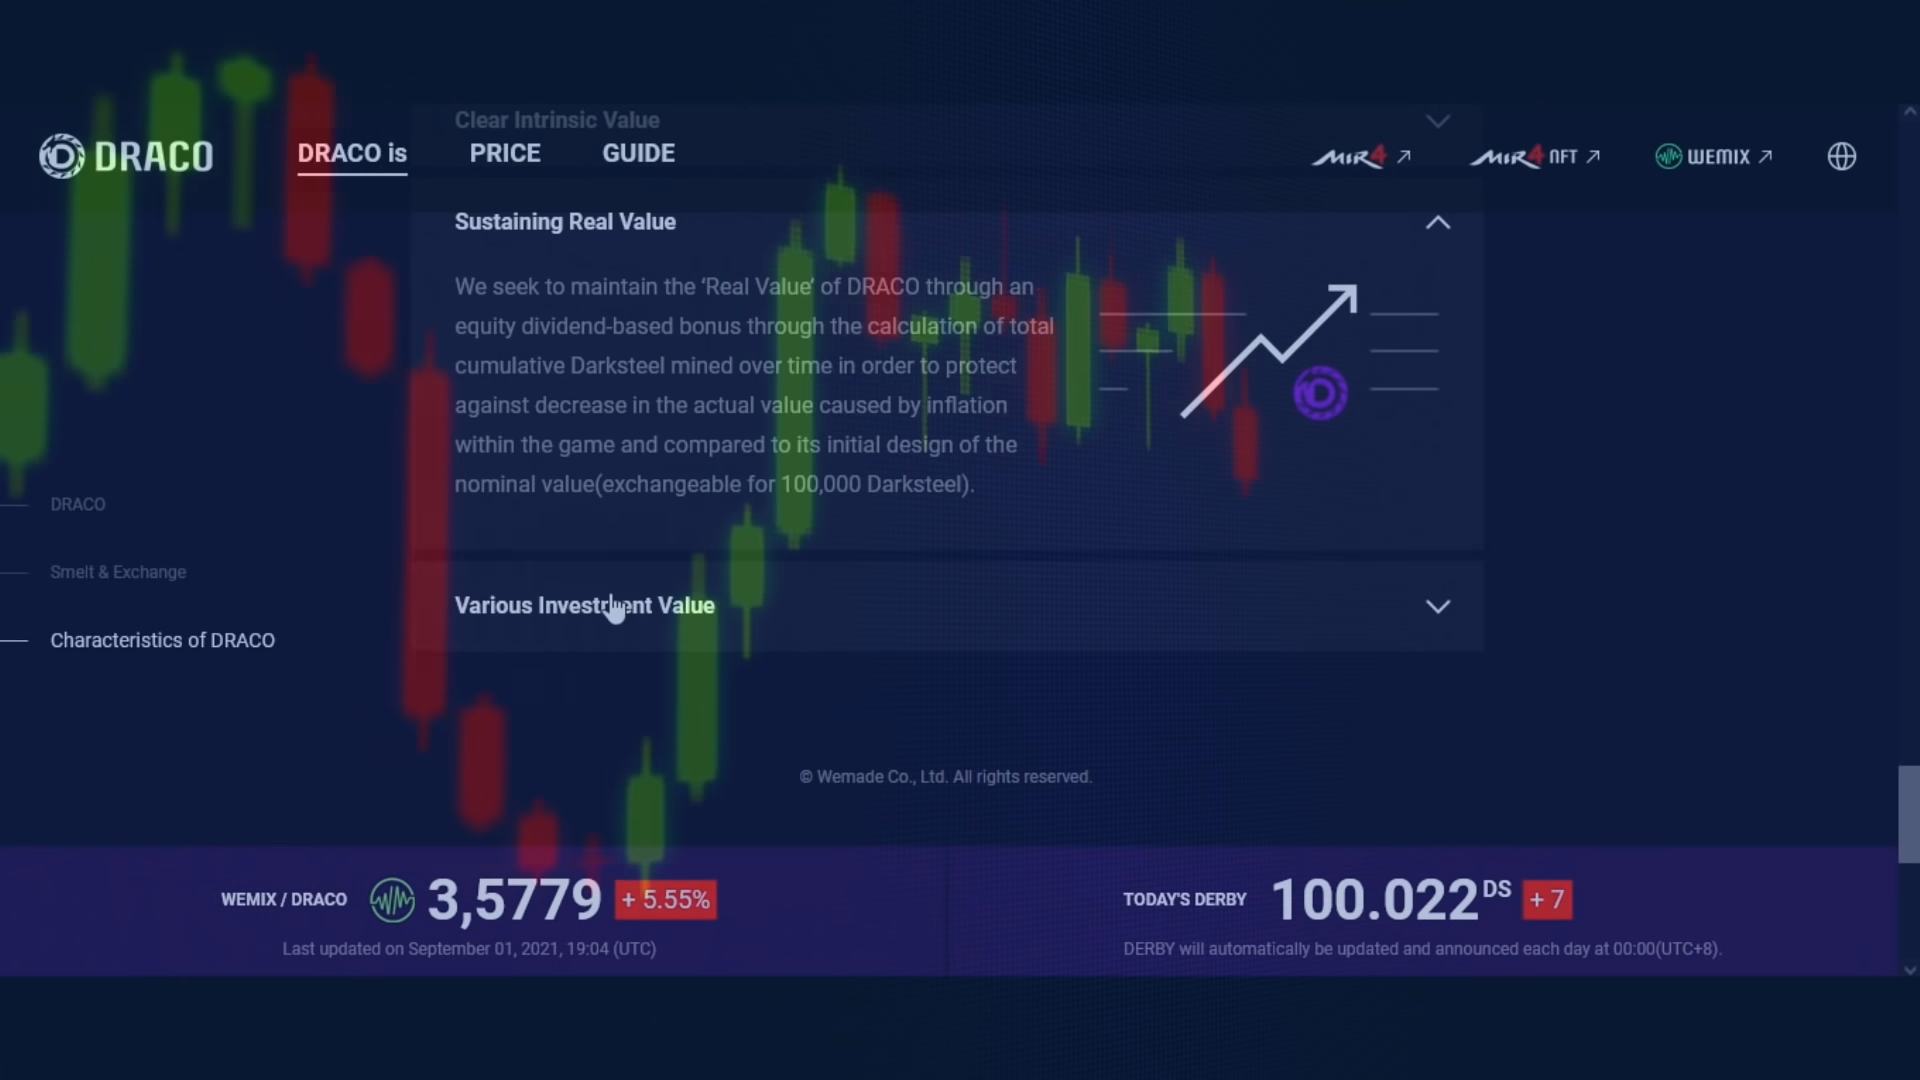 Clear Intrinsic Value
DRACO
DRACO is
PRICE
GUIDE
MIR4
MIR4 NFT
WEMIX
Sustaining Real Value
We seek to maintain the ‘Real Value’ of DRACO through an
equity dividend-based bonus through the calculation of total
cumulative Darksteel mined over time in order to protect
against decrease in the actual value caused by inflation
within the game and compared to its initial design of the
nominal value(exchangeable for 100,000 Darksteel).
DRACO
Smelt & Exchange
Characteristics of DRACO
Various Investment Value
© Wemade Co., Ltd. All rights reserved.
WEMIX / DRACO 3,5779 + 5.55%
Last updated on September 01, 2021, 19:04 (UTC)
TODAY'S DERBY 100.022 DS + 7
DERBY will automatically be updated and announced each day at 00:00(UTC+8).